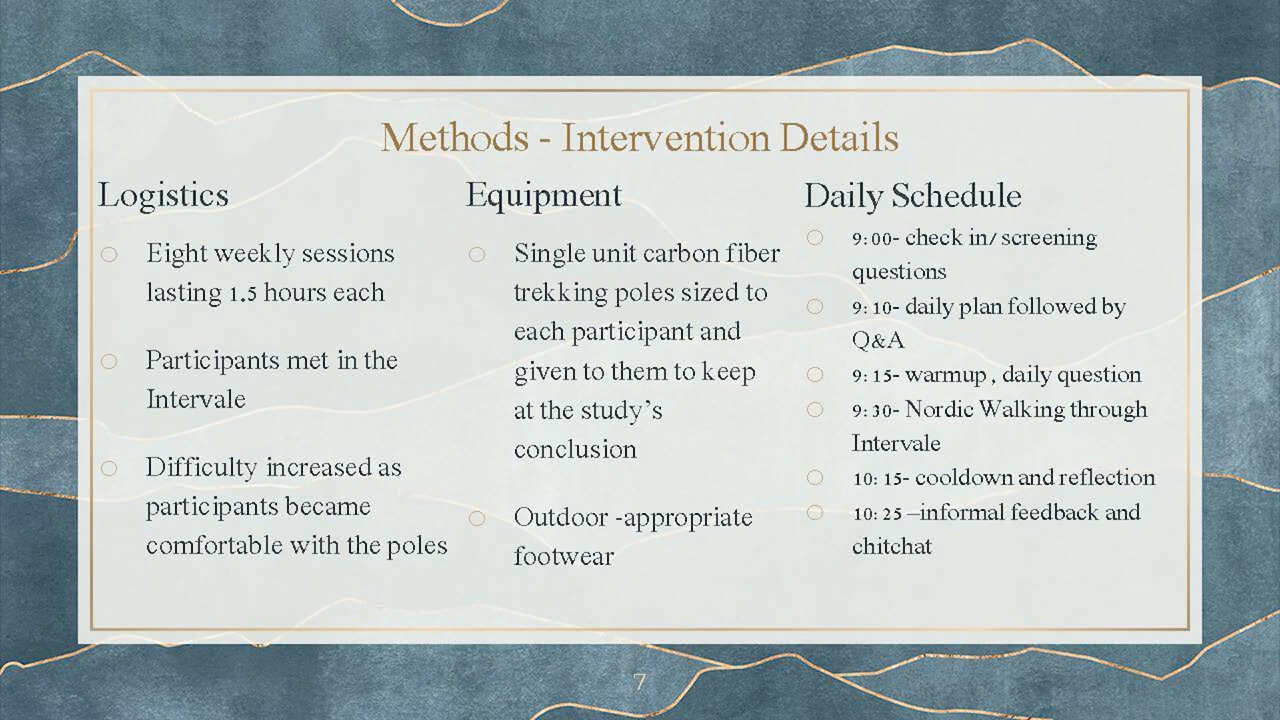 Methods - Intervention Details
Logistics
Eight weekly sessions
lasting 1.5 hours each
Participants met in the
Intervale
Difficulty increased as
participants became
comfortable with the poles
Equipment
Single unit carbon fiber
trekking poles sized to
each participant and
given to them to keep
at the study’s
conclusion
Outdoor -appropriate
footwear
Daily Schedule
9:00- check in/ screening
questions
9:10- daily plan followed by
Q&A
9:15- warmup , daily question
9:30- Nordic Walking through
Intervale
10:15- cooldown and reflection
10:25 –informal feedback and
chitchat
7